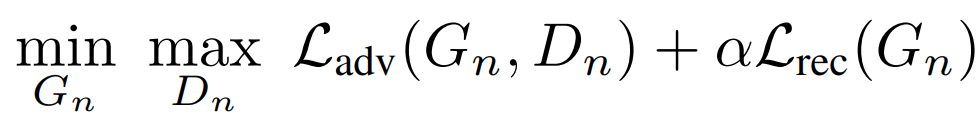 min_{G_n} max_{D_n} ℒ_adv(G_n, D_n) + αℒ_rec(G_n)